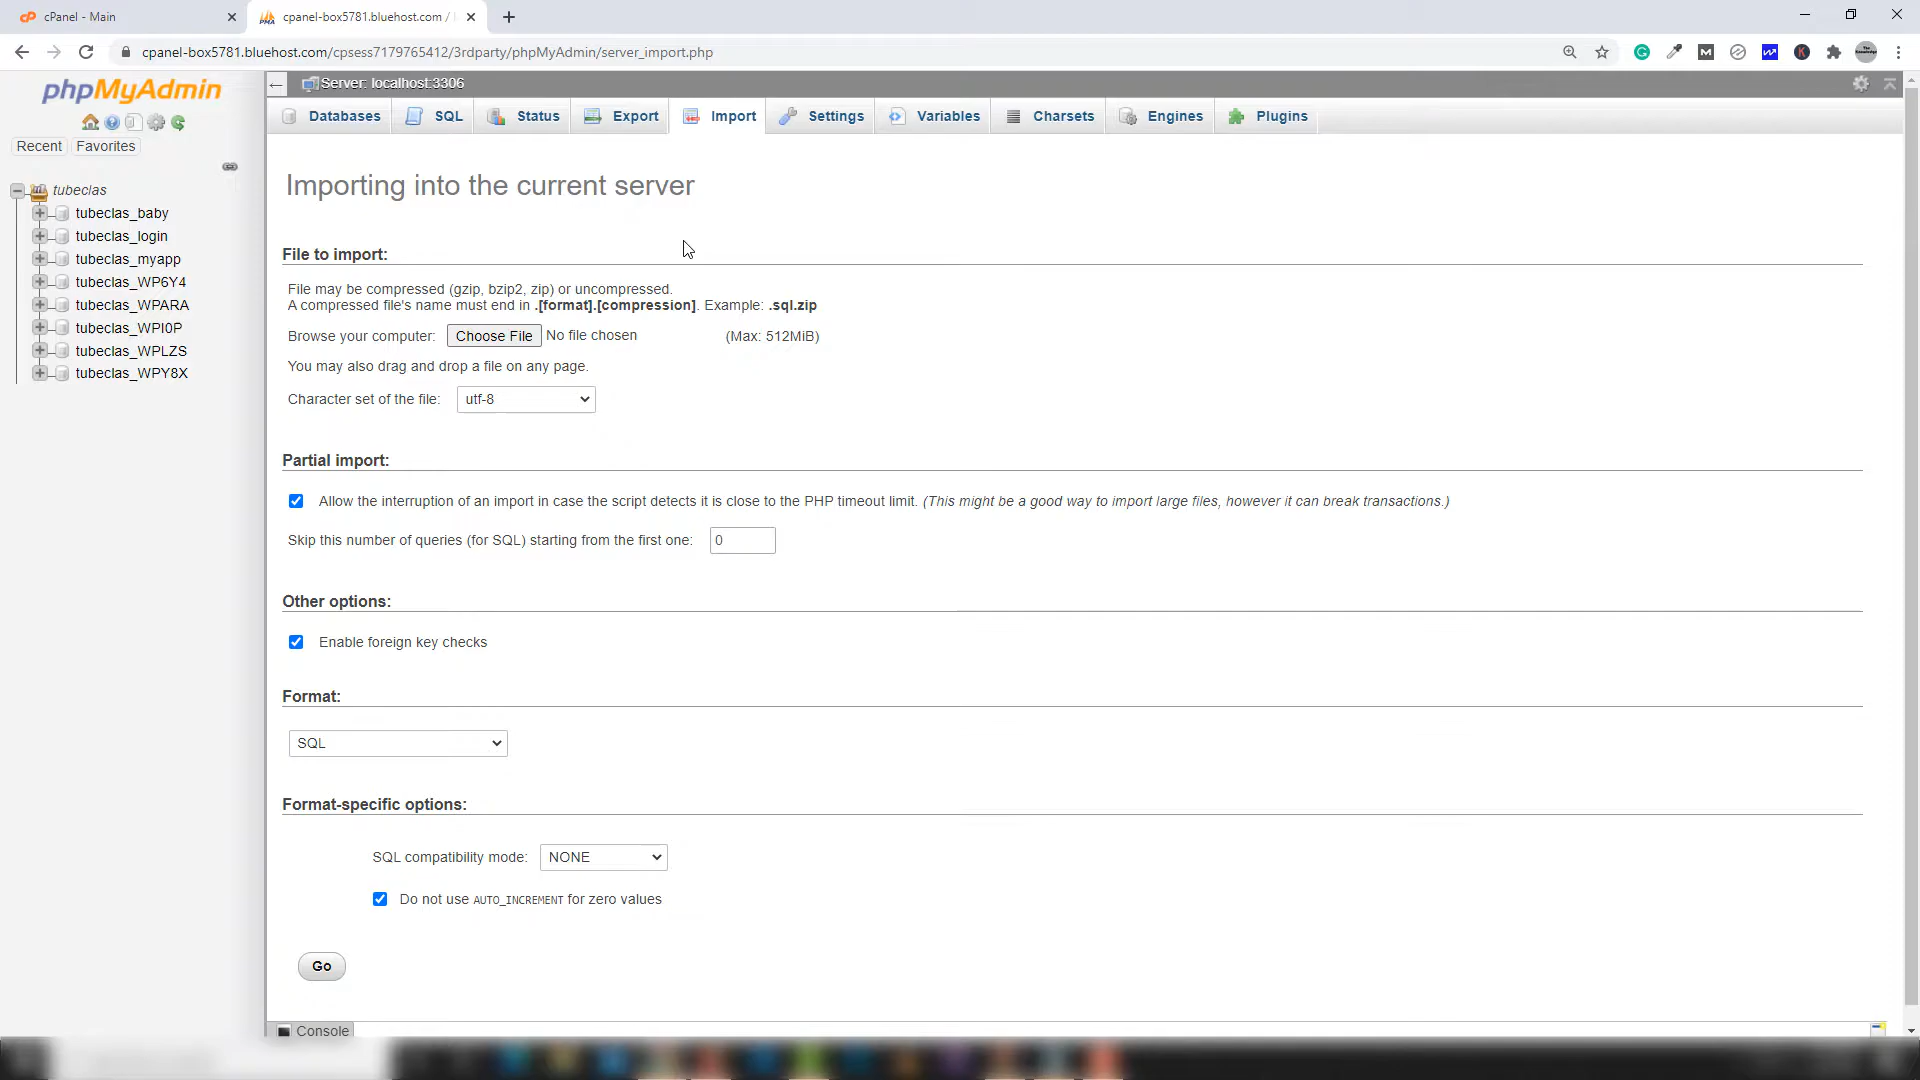 cPanel - Main
cpanel-box5781.bluehost.com /
cpanel-box5781.bluehost.com/cpsess7179765412/3rdparty/phpMyAdmin/server_import.php
phpMyAdmin
Recent Favorites
tubeclas
tubeclas_baby
tubeclas_login
tubeclas_myapp
tubeclas_WP6Y4
tubeclas_WPARA
tubeclas_WPI0P
tubeclas_WPLZS
tubeclas_WPY8X
Server: localhost:3306
Databases SQL Status Export Import Settings Variables Charsets Engines Plugins
Importing into the current server
File to import:
File may be compressed (gzip, bzip2, zip) or uncompressed.
A compressed file's name must end in .[format].[compression]. Example: .sql.zip
Browse your computer: Choose File No file chosen (Max: 512MiB)
You may also drag and drop a file on any page.
Character set of the file: utf-8
Partial import:
Allow the interruption of an import in case the script detects it is close to the PHP timeout limit. (This might be a good way to import large files, however it can break transactions.)
Skip this number of queries (for SQL) starting from the first one: 0
Other options:
Enable foreign key checks
Format:
SQL
Format-specific options:
SQL compatibility mode: NONE
Do not use AUTO_INCREMENT for zero values
Go
Console